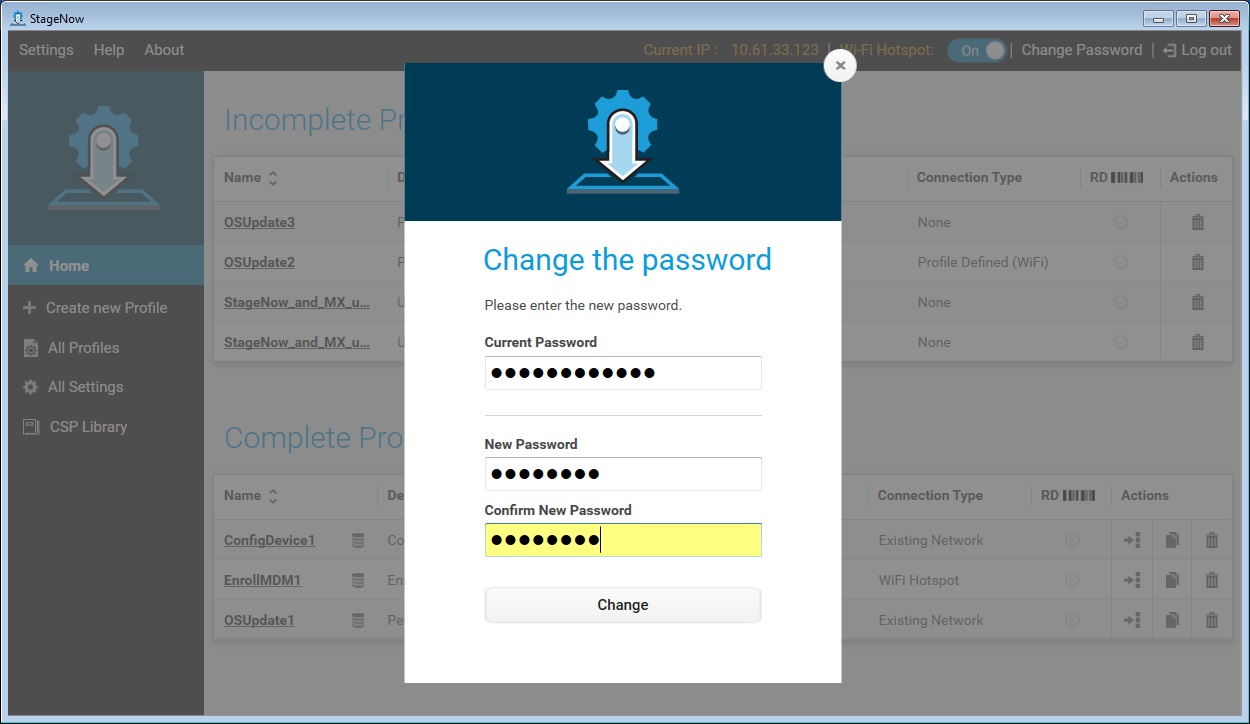 StageNow
Settings Help About
Current IP : 10.61.33.123 | Wi-Fi Hotspot: On | Change Password | Log out
Incomplete Pr
Name D Connection Type RD Actions
OSUpdate3 P None
OSUpdate2 P Profile Defined (WiFi)
StageNow_and_MX_u... U None
StageNow_and_MX_u... U None
Home
Create new Profile
All Profiles
All Settings
CSP Library
Complete Pro
Name De Connection Type RD Actions
ConfigDevice1 Co Existing Network
EnrollMDM1 En WiFi Hotspot
OSUpdate1 Pe Existing Network
Change the password
Please enter the new password.
Current Password
●●●●●●●●●●●●
New Password
●●●●●●●●
Confirm New Password
●●●●●●●●
Change